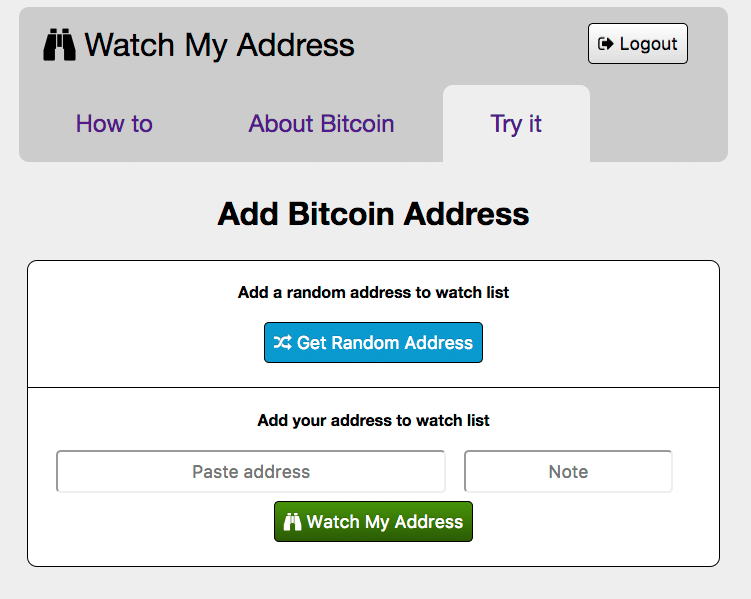 Watch My Address
Logout
How to
About Bitcoin
Try it
Add Bitcoin Address
Add a random address to watch list
Get Random Address
Add your address to watch list
Paste address
Note
Watch My Address